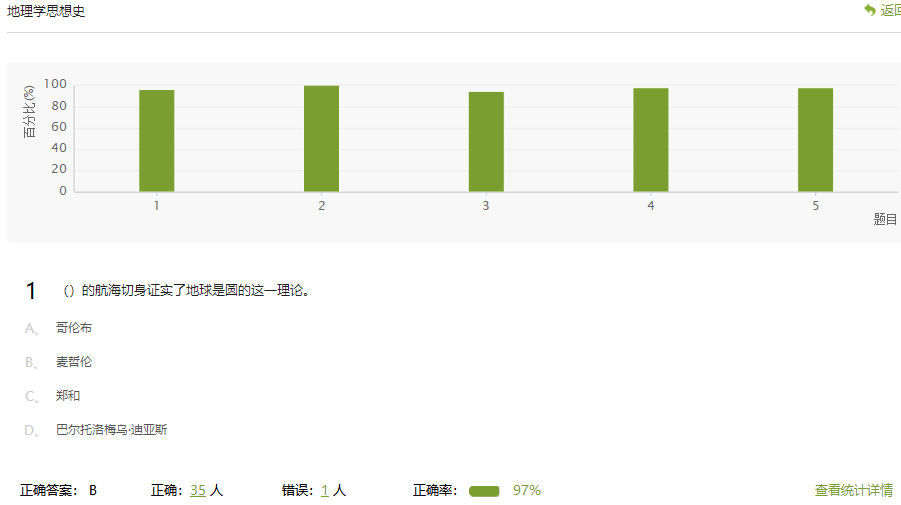 地理学思想史
返回
百分比(%)
100
80
60
40
20
0
1 2 3 4 5
题目
1 （）的航海切身证实了地球是圆的这一理论。
A、 哥伦布
B、 麦哲伦
C、 郑和
D、 巴尔托洛梅乌·迪亚斯
正确答案： B 正确：35 人 错误：1 人 正确率： 97% 查看统计详情